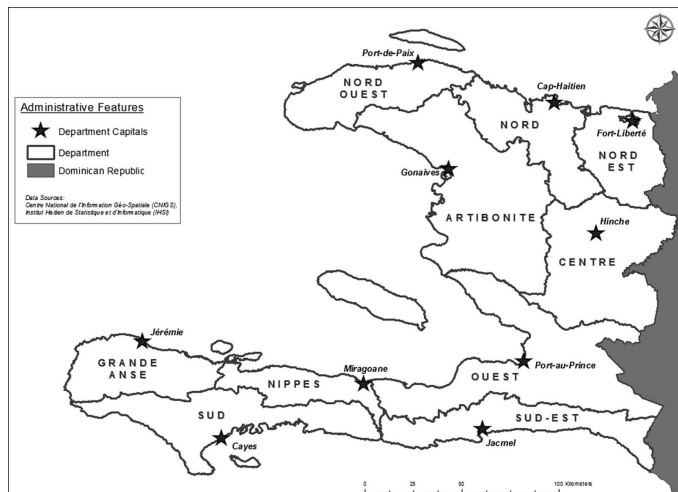 Port-de-Paix
NORD
OUEST
Cap-Haitien
NORD
Fort-Liberté
NORD
EST
Administrative Features
Department Capitals
Department
Dominican Republic
Data Sources:
Centre National de l'Information Géo-Spatiale (CNIGS),
Institut Haïtien de Statistique et d'Informatique (IHSI)
Gonaives
ARTIBONITE
Hinche
CENTRE
Jérémie
GRANDE
ANSE
Miragoane
NIPPES
Port-au-Prince
OUEST
SUD
SUD-EST
Cayes
Jacmel
0 25 50 100 Kilometers